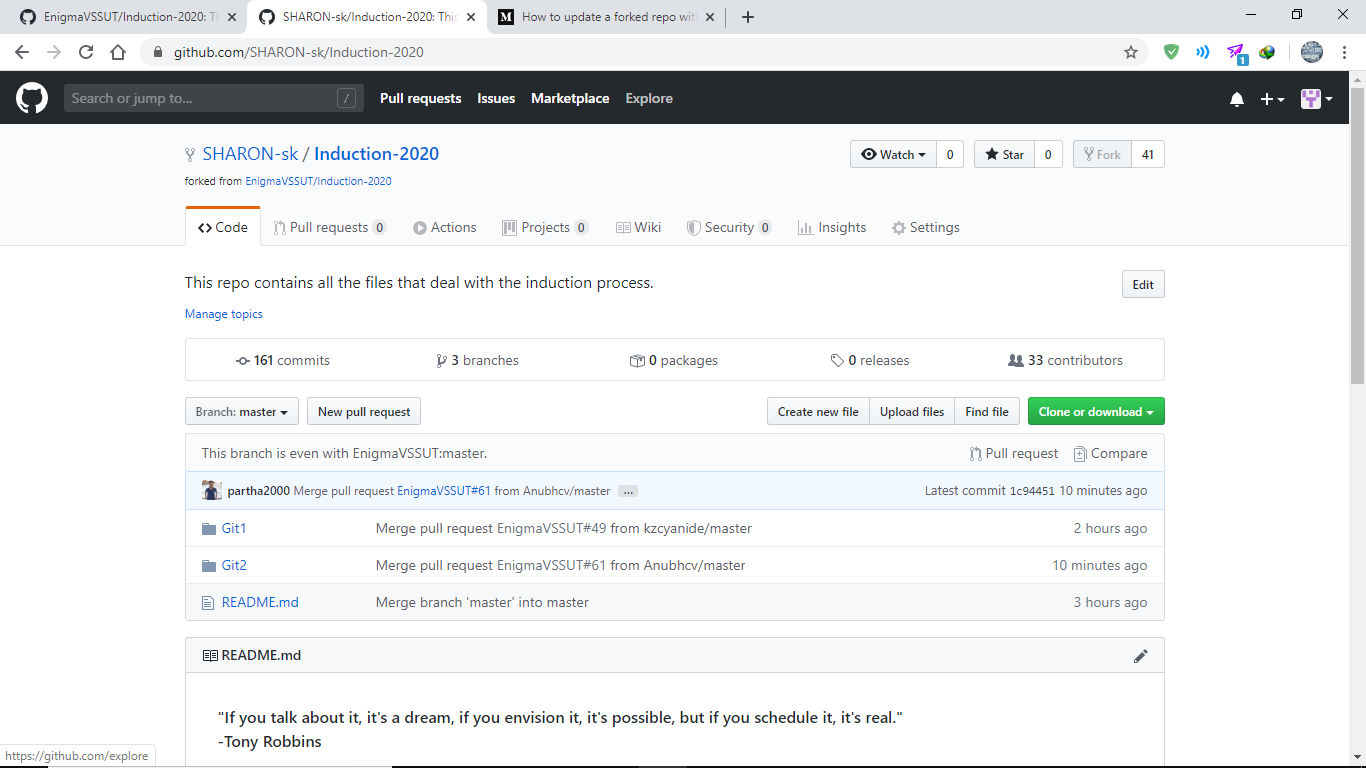 EnigmaVSSUT/Induction-2020: Th
SHARON-sk/Induction-2020: This
M How to update a forked repo wit
github.com/SHARON-sk/Induction-2020
1
Search or jump to... /
Pull requests Issues Marketplace Explore
SHARON-sk / Induction-2020
Watch 0 Star 0 Fork 41
forked from EnigmaVSSUT/Induction-2020
Code Pull requests 0 Actions Projects 0 Wiki Security 0 Insights Settings
This repo contains all the files that deal with the induction process. Edit
Manage topics
161 commits 3 branches 0 packages 0 releases 33 contributors
Branch: master New pull request Create new file Upload files Find file Clone or download
This branch is even with EnigmaVSSUT:master. Pull request Compare
partha2000 Merge pull request EnigmaVSSUT#61 from Anubhcv/master ... Latest commit 1c94451 10 minutes ago
Git1 Merge pull request EnigmaVSSUT#49 from kzcyanide/master 2 hours ago
Git2 Merge pull request EnigmaVSSUT#61 from Anubhcv/master 10 minutes ago
README.md Merge branch 'master' into master 3 hours ago
README.md
"If you talk about it, it's a dream, if you envision it, it's possible, but if you schedule it, it's real."
-Tony Robbins
https://github.com/explore